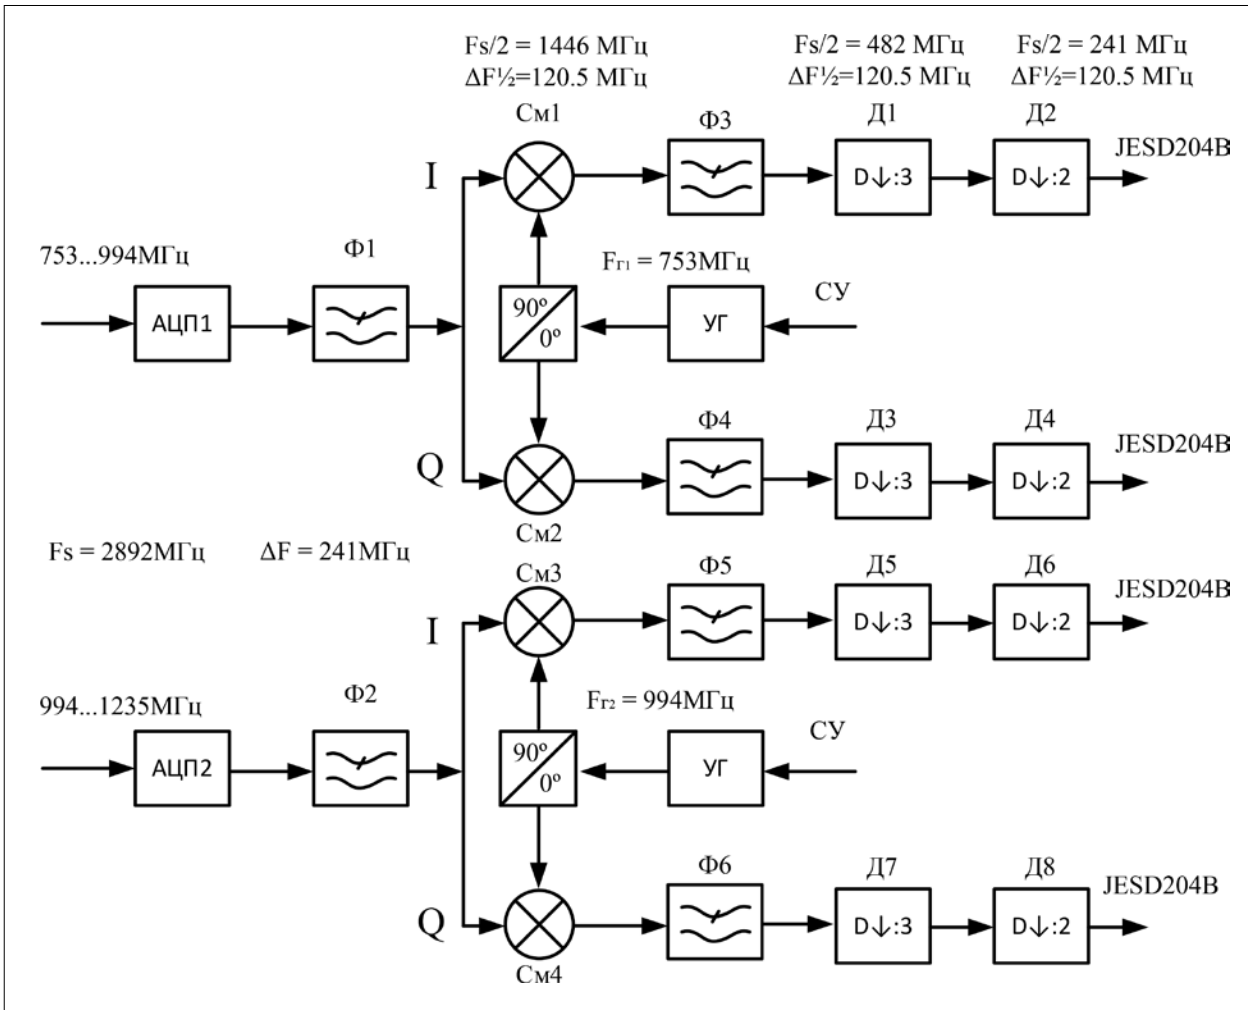 Fs/2 = 1446 МГц
ΔF½=120.5 МГц
Fs/2 = 482 МГц
ΔF½=120.5 МГц
Fs/2 = 241 МГц
ΔF½=120.5 МГц
См1
Ф3
Д1
Д2
JESD204B
I
D↓:3
D↓:2
753...994МГц
Ф1
Fг1 = 753МГц
СУ
АЦП1
90º
0º
УГ
Ф4
Д3
Д4
JESD204B
Q
D↓:3
D↓:2
См2
Fs = 2892МГц
ΔF = 241МГц
См3
Ф5
Д5
Д6
JESD204B
I
D↓:3
D↓:2
994...1235МГц
Ф2
Fг2 = 994МГц
СУ
АЦП2
90º
0º
УГ
Ф6
Д7
Д8
JESD204B
Q
D↓:3
D↓:2
См4